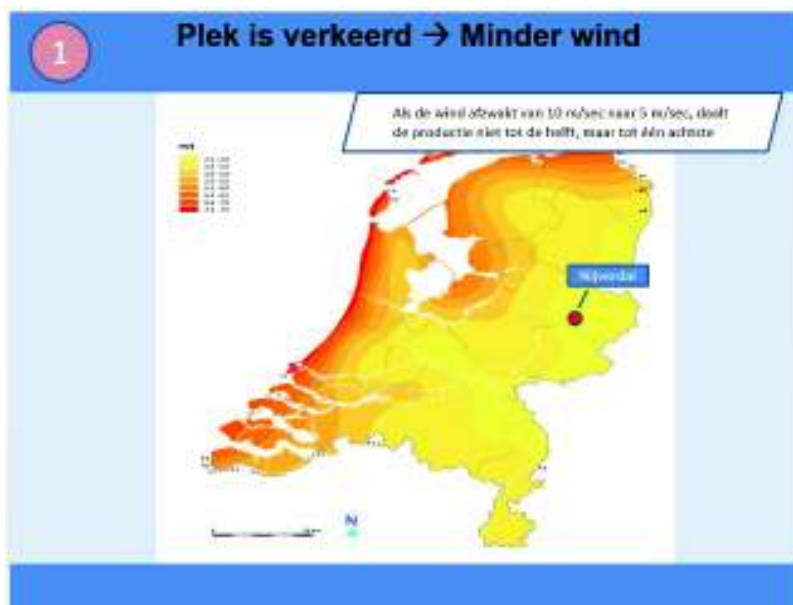 1
Plek is verkeerd → Minder wind
Als de wind afzwakt van 10 m/sec naar 5 m/sec, daalt
de productie niet tot de helft, maar tot één achtste
Nijverdal
N